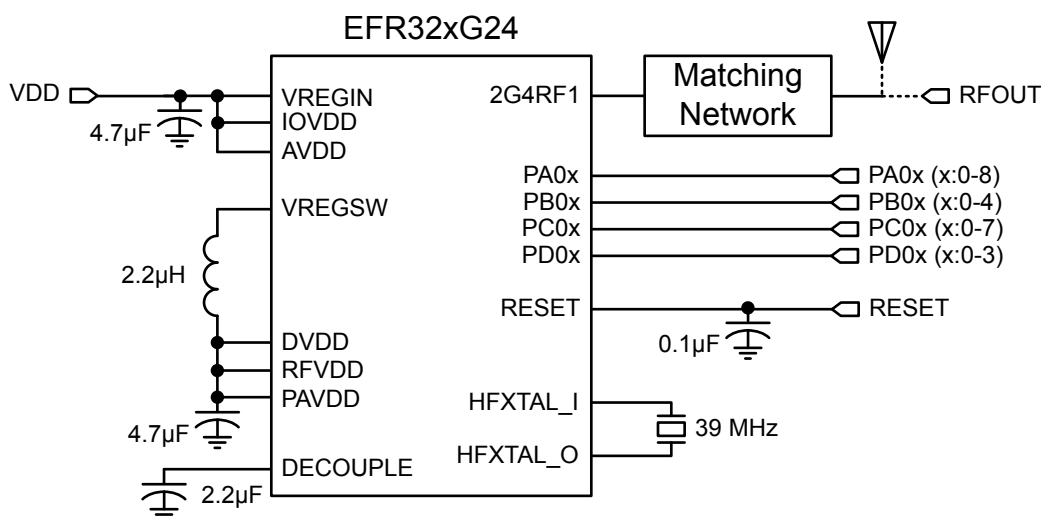 EFR32xG24
VDD
4.7µF
VREGIN
IOVDD
AVDD
VREGSW
2.2µH
DVDD
RFVDD
PAVDD
4.7µF
DECOUPLE
2.2µF
2G4RF1
Matching
Network
RFOUT
PA0x
PA0x (x:0-8)
PB0x
PB0x (x:0-4)
PC0x
PC0x (x:0-7)
PD0x
PD0x (x:0-3)
RESET
RESET
0.1µF
HFXTAL_I
39 MHz
HFXTAL_O